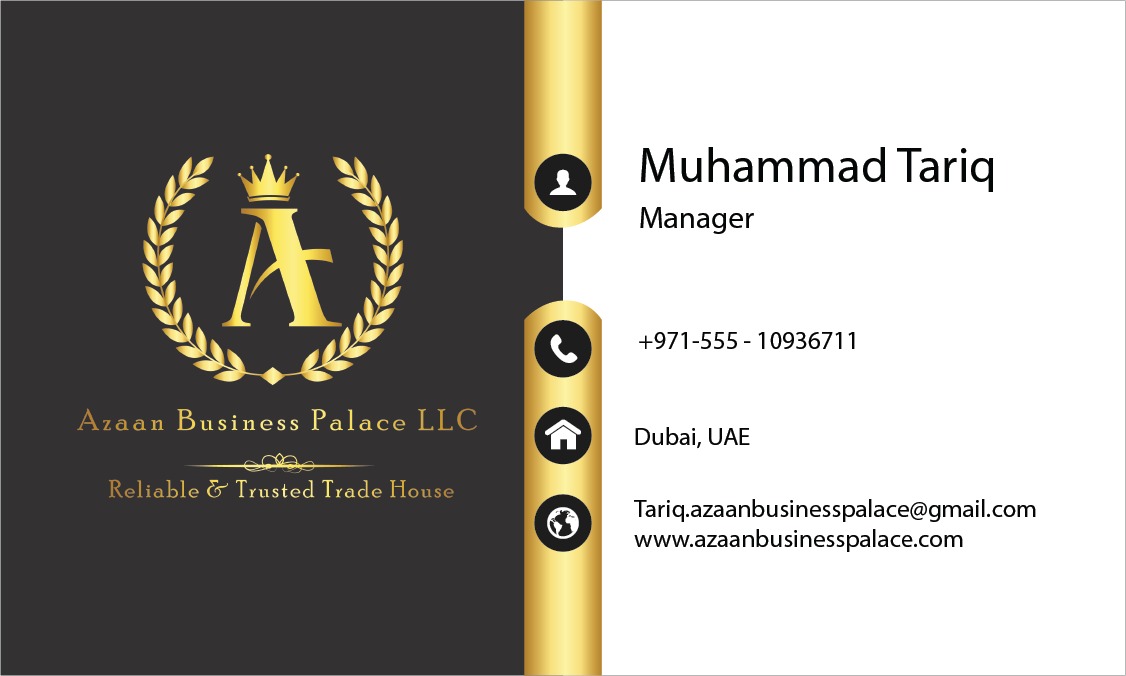 A
Azaan Business Palace LLC
Reliable & Trusted Trade House
Muhammad Tariq
Manager
+971-555 - 10936711
Dubai, UAE
Tariq.azaanbusinesspalace@gmail.com
www.azaanbusinesspalace.com